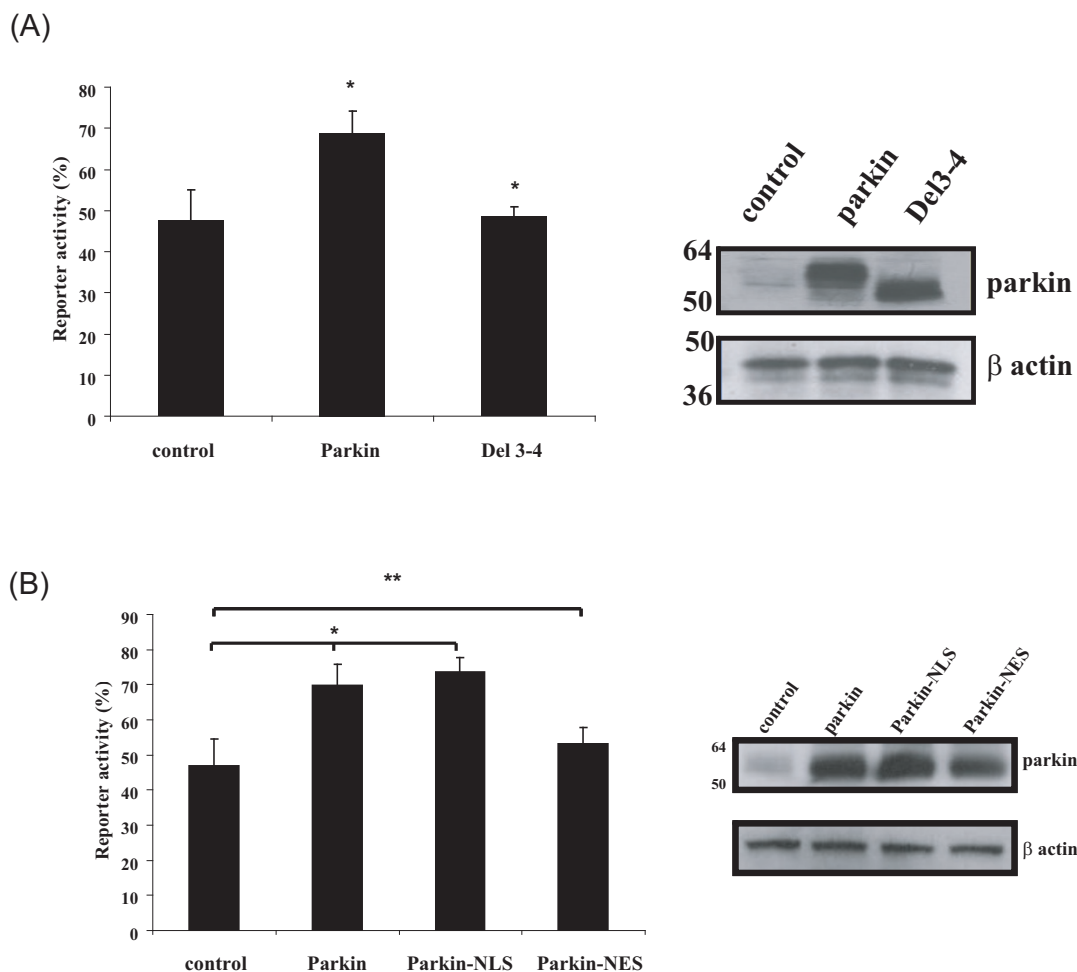 (A)
80
70
60
50
40
30
20
10
0
Reporter activity (%)
*
*
control Parkin Del 3-4
control parkin Del3-4
64
50
parkin
50
36
β actin
(B)
90
80
70
60
50
40
30
20
10
0
Reporter activity (%)
**
*
control Parkin Parkin-NLS Parkin-NES
control parkin Parkin-NLS Parkin-NES
64
50
parkin
β actin